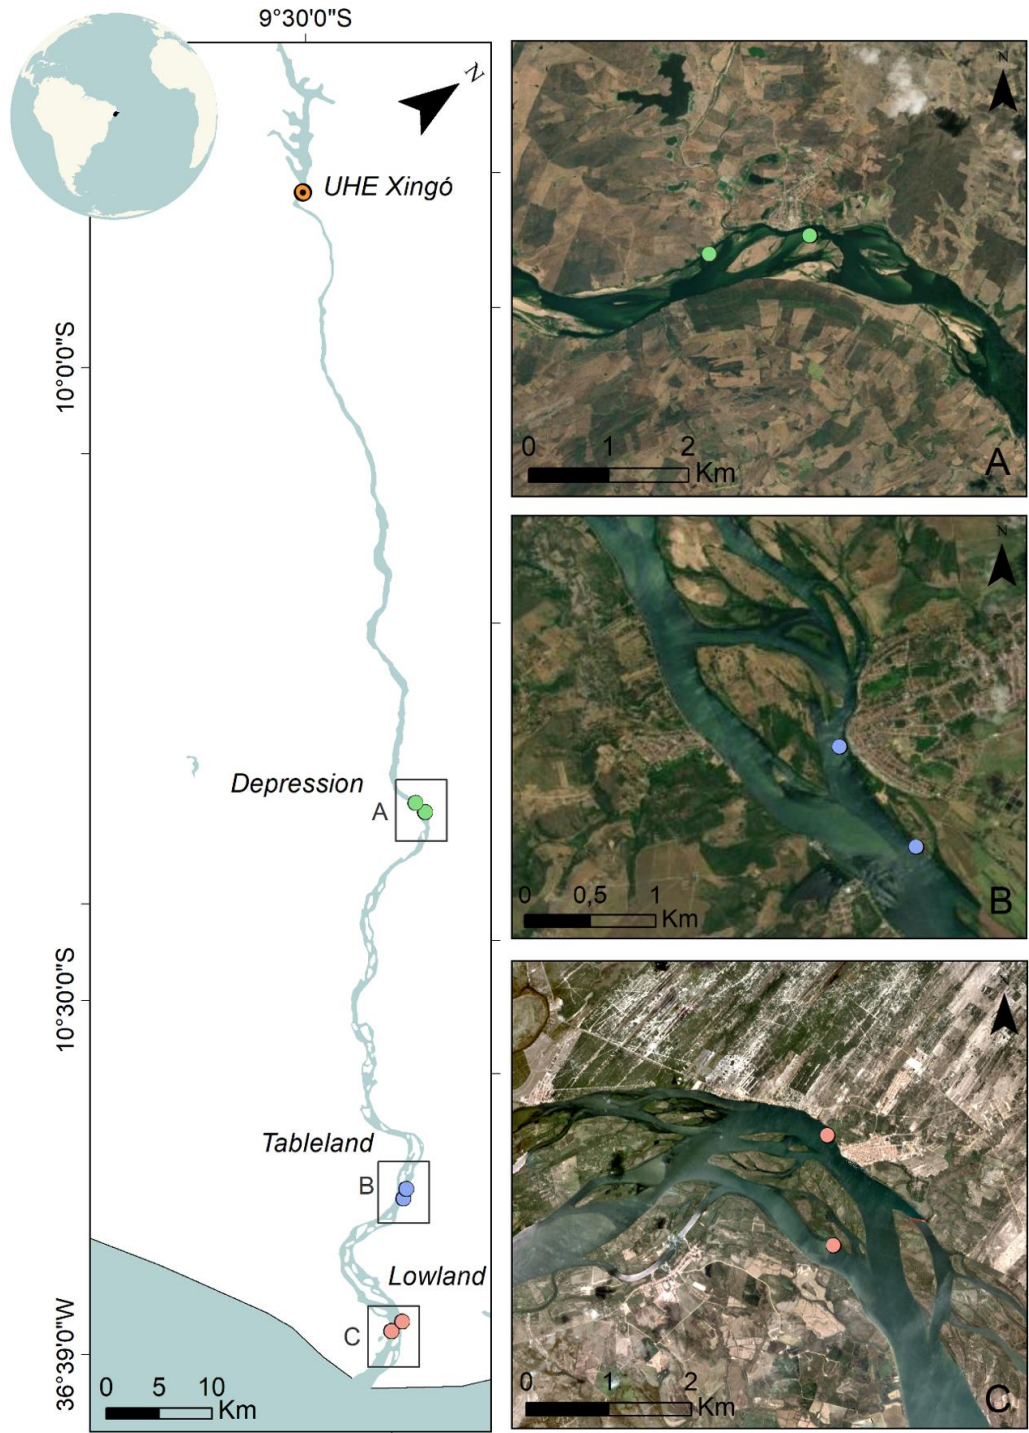 9°30'0"S
N
UHE Xingó
10°0'0"S
Depression
A
10°30'0"S
Tableland
B
Lowland
C
36°39'0"W
0 5 10
Km
N
0 1 2
Km
A
N
0 0,5 1
Km
B
N
0 1 2
Km
C